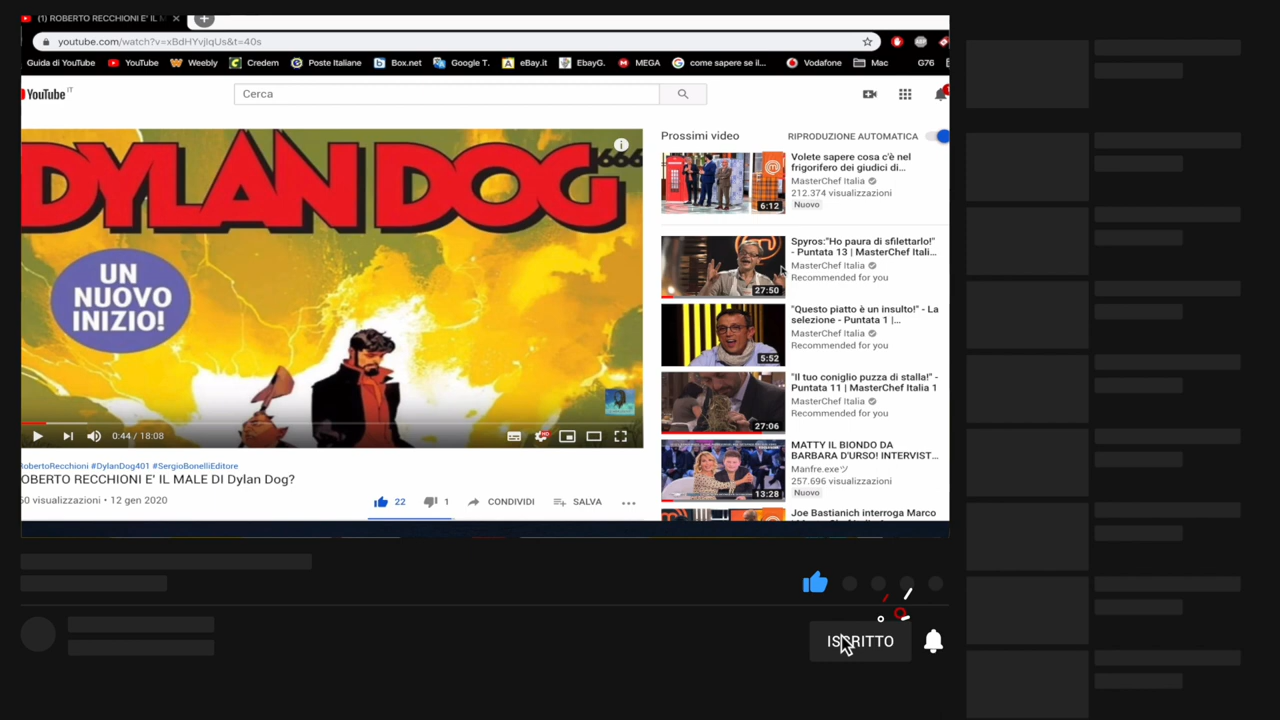 (1) ROBERTO RECCHIONI E' IL M
youtube.com/watch?v=xBdHYvjIqUs&t=40s
Guida di YouTube YouTube Weebly Credem Poste Italiane Box.net Google T. eBay.it EbayG. MEGA come sapere se il... Vodafone Mac G76
YouTube IT
Cerca
DYLAN DOG
666
UN
NUOVO
INIZIO!
0:44 / 18:08
HD
obertoRecchioni #DylanDog401 #SergioBonelliEditore
OBERTO RECCHIONI E' IL MALE DI Dylan Dog?
0 visualizzazioni • 12 gen 2020
22 1 CONDIVIDI SALVA
Prossimi video RIPRODUZIONE AUTOMATICA
Volete sapere cosa c'è nel
frigorifero dei giudici di...
MasterChef Italia
212.374 visualizzazioni
Nuovo
6:12
Spyros:"Ho paura di sfilettarlo!"
- Puntata 13 | MasterChef Itali...
MasterChef Italia
Recommended for you
27:50
"Questo piatto è un insulto!" - La
selezione - Puntata 1 |...
MasterChef Italia
Recommended for you
5:52
"Il tuo coniglio puzza di stalla!" -
Puntata 11 | MasterChef Italia 1
MasterChef Italia
Recommended for you
27:06
MATTY IL BIONDO DA
BARBARA D'URSO! INTERVIST...
Manfre.exeツ
257.696 visualizzazioni
Nuovo
13:28
Joe Bastianich interroga Marco
ISCRITTO